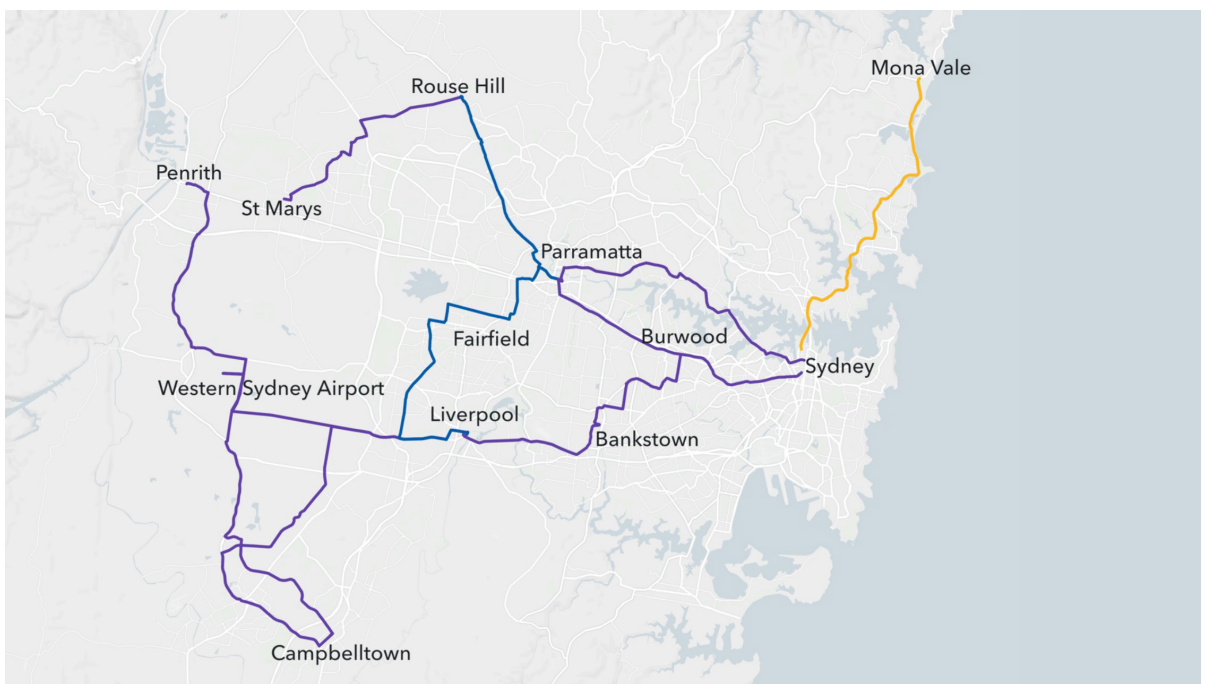 Mona Vale
Rouse Hill
Penrith
St Marys
Parramatta
Fairfield
Burwood
Sydney
Western Sydney Airport
Liverpool
Bankstown
Campbelltown